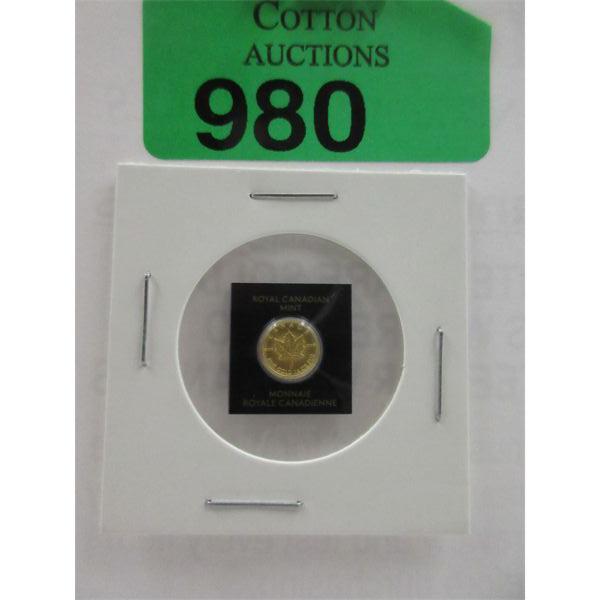 COTTON
AUCTIONS
980
ROYAL CANADIAN
MINT
MONNAIE
ROYALE CANADIENNE